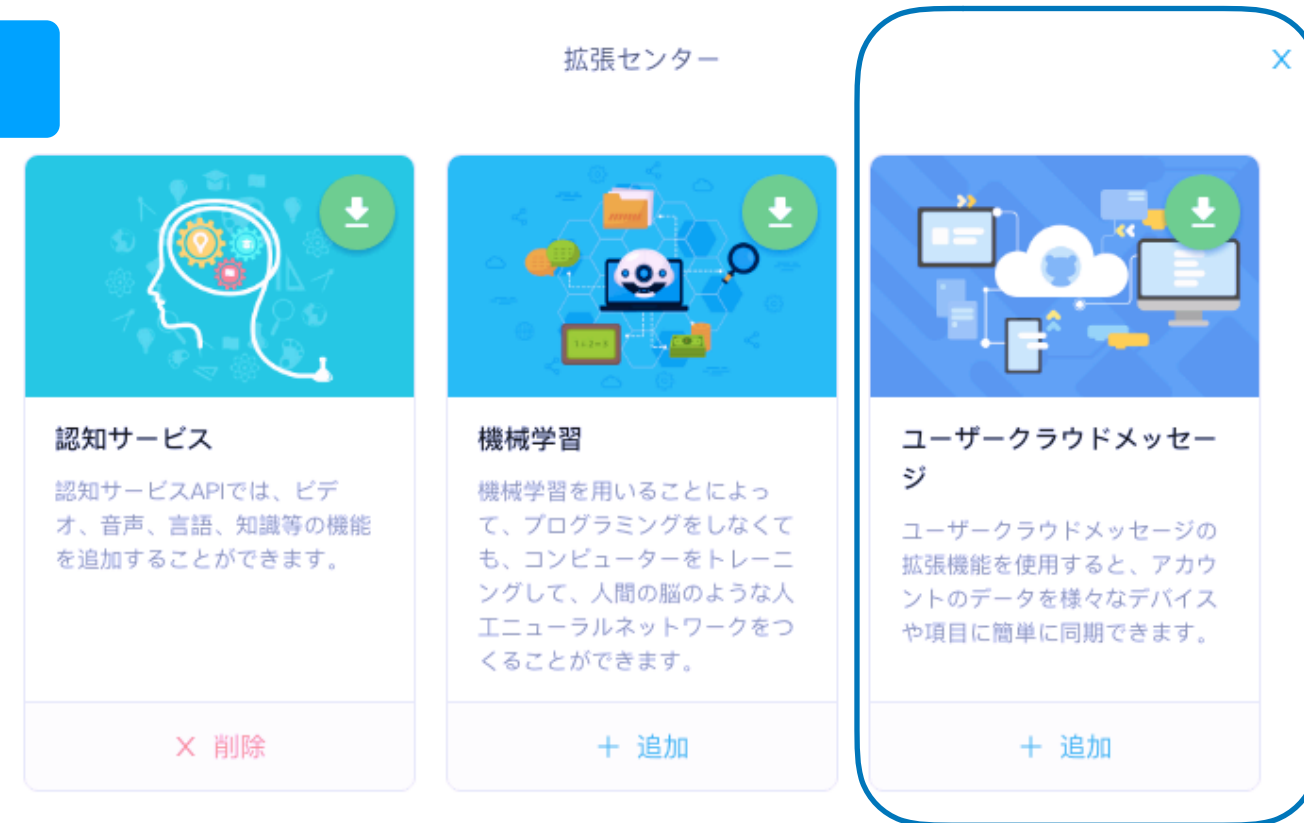 拡張センター
X
認知サービス
認知サービスAPIでは、ビデ
オ、音声、言語、知識等の機能
を追加することができます。
X 削除
1+2=3
機械学習
機械学習を用いることによっ
て、プログラミングをしなくて
も、コンピューターをトレーニ
ングして、人間の脳のような人
工ニューラルネットワークをつ
くることができます。
+ 追加
ユーザークラウドメッセー
ジ
ユーザークラウドメッセージの
拡張機能を使用すると、アカウ
ントのデータを様々なデバイス
や項目に簡単に同期できます。
+ 追加